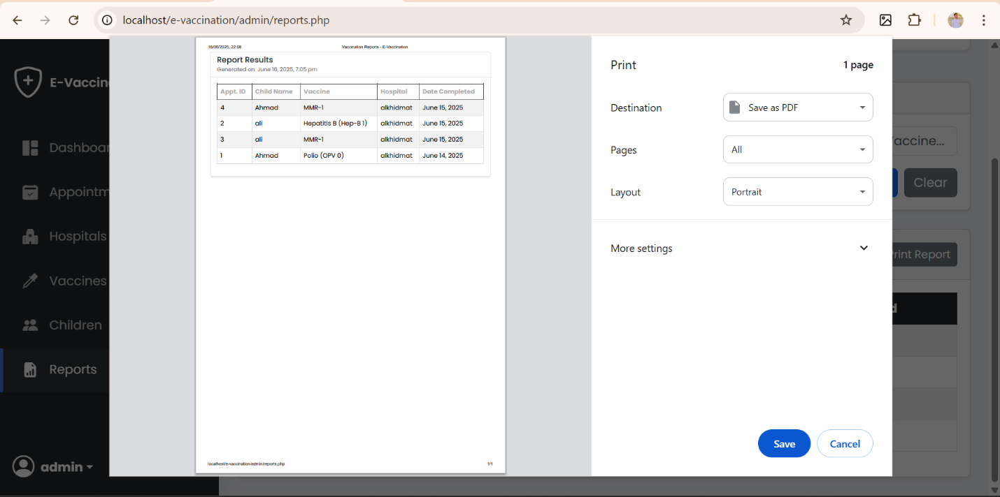 localhost/e-vaccination/admin/reports.php
E-Vaccin
Dashboar
Appointm
Hospitals
Vaccines
Children
Reports
admin
16/06/2025, 22:08 Vaccination Reports - E-Vaccination
Report Results
Generated on: June 16, 2025, 7:05 pm
Appt. ID Child Name Vaccine Hospital Date Completed
4 Ahmad MMR-1 alkhidmat June 15, 2025
2 ali Hepatitis B (Hep-B 1) alkhidmat June 15, 2025
3 ali MMR-1 alkhidmat June 15, 2025
1 Ahmad Polio (OPV 0) alkhidmat June 14, 2025
localhost/e-vaccination/admin/reports.php 1/1
Print 1 page
Destination Save as PDF
Pages All
Layout Portrait
More settings
Save Cancel
accine...
Clear
rint Report
d